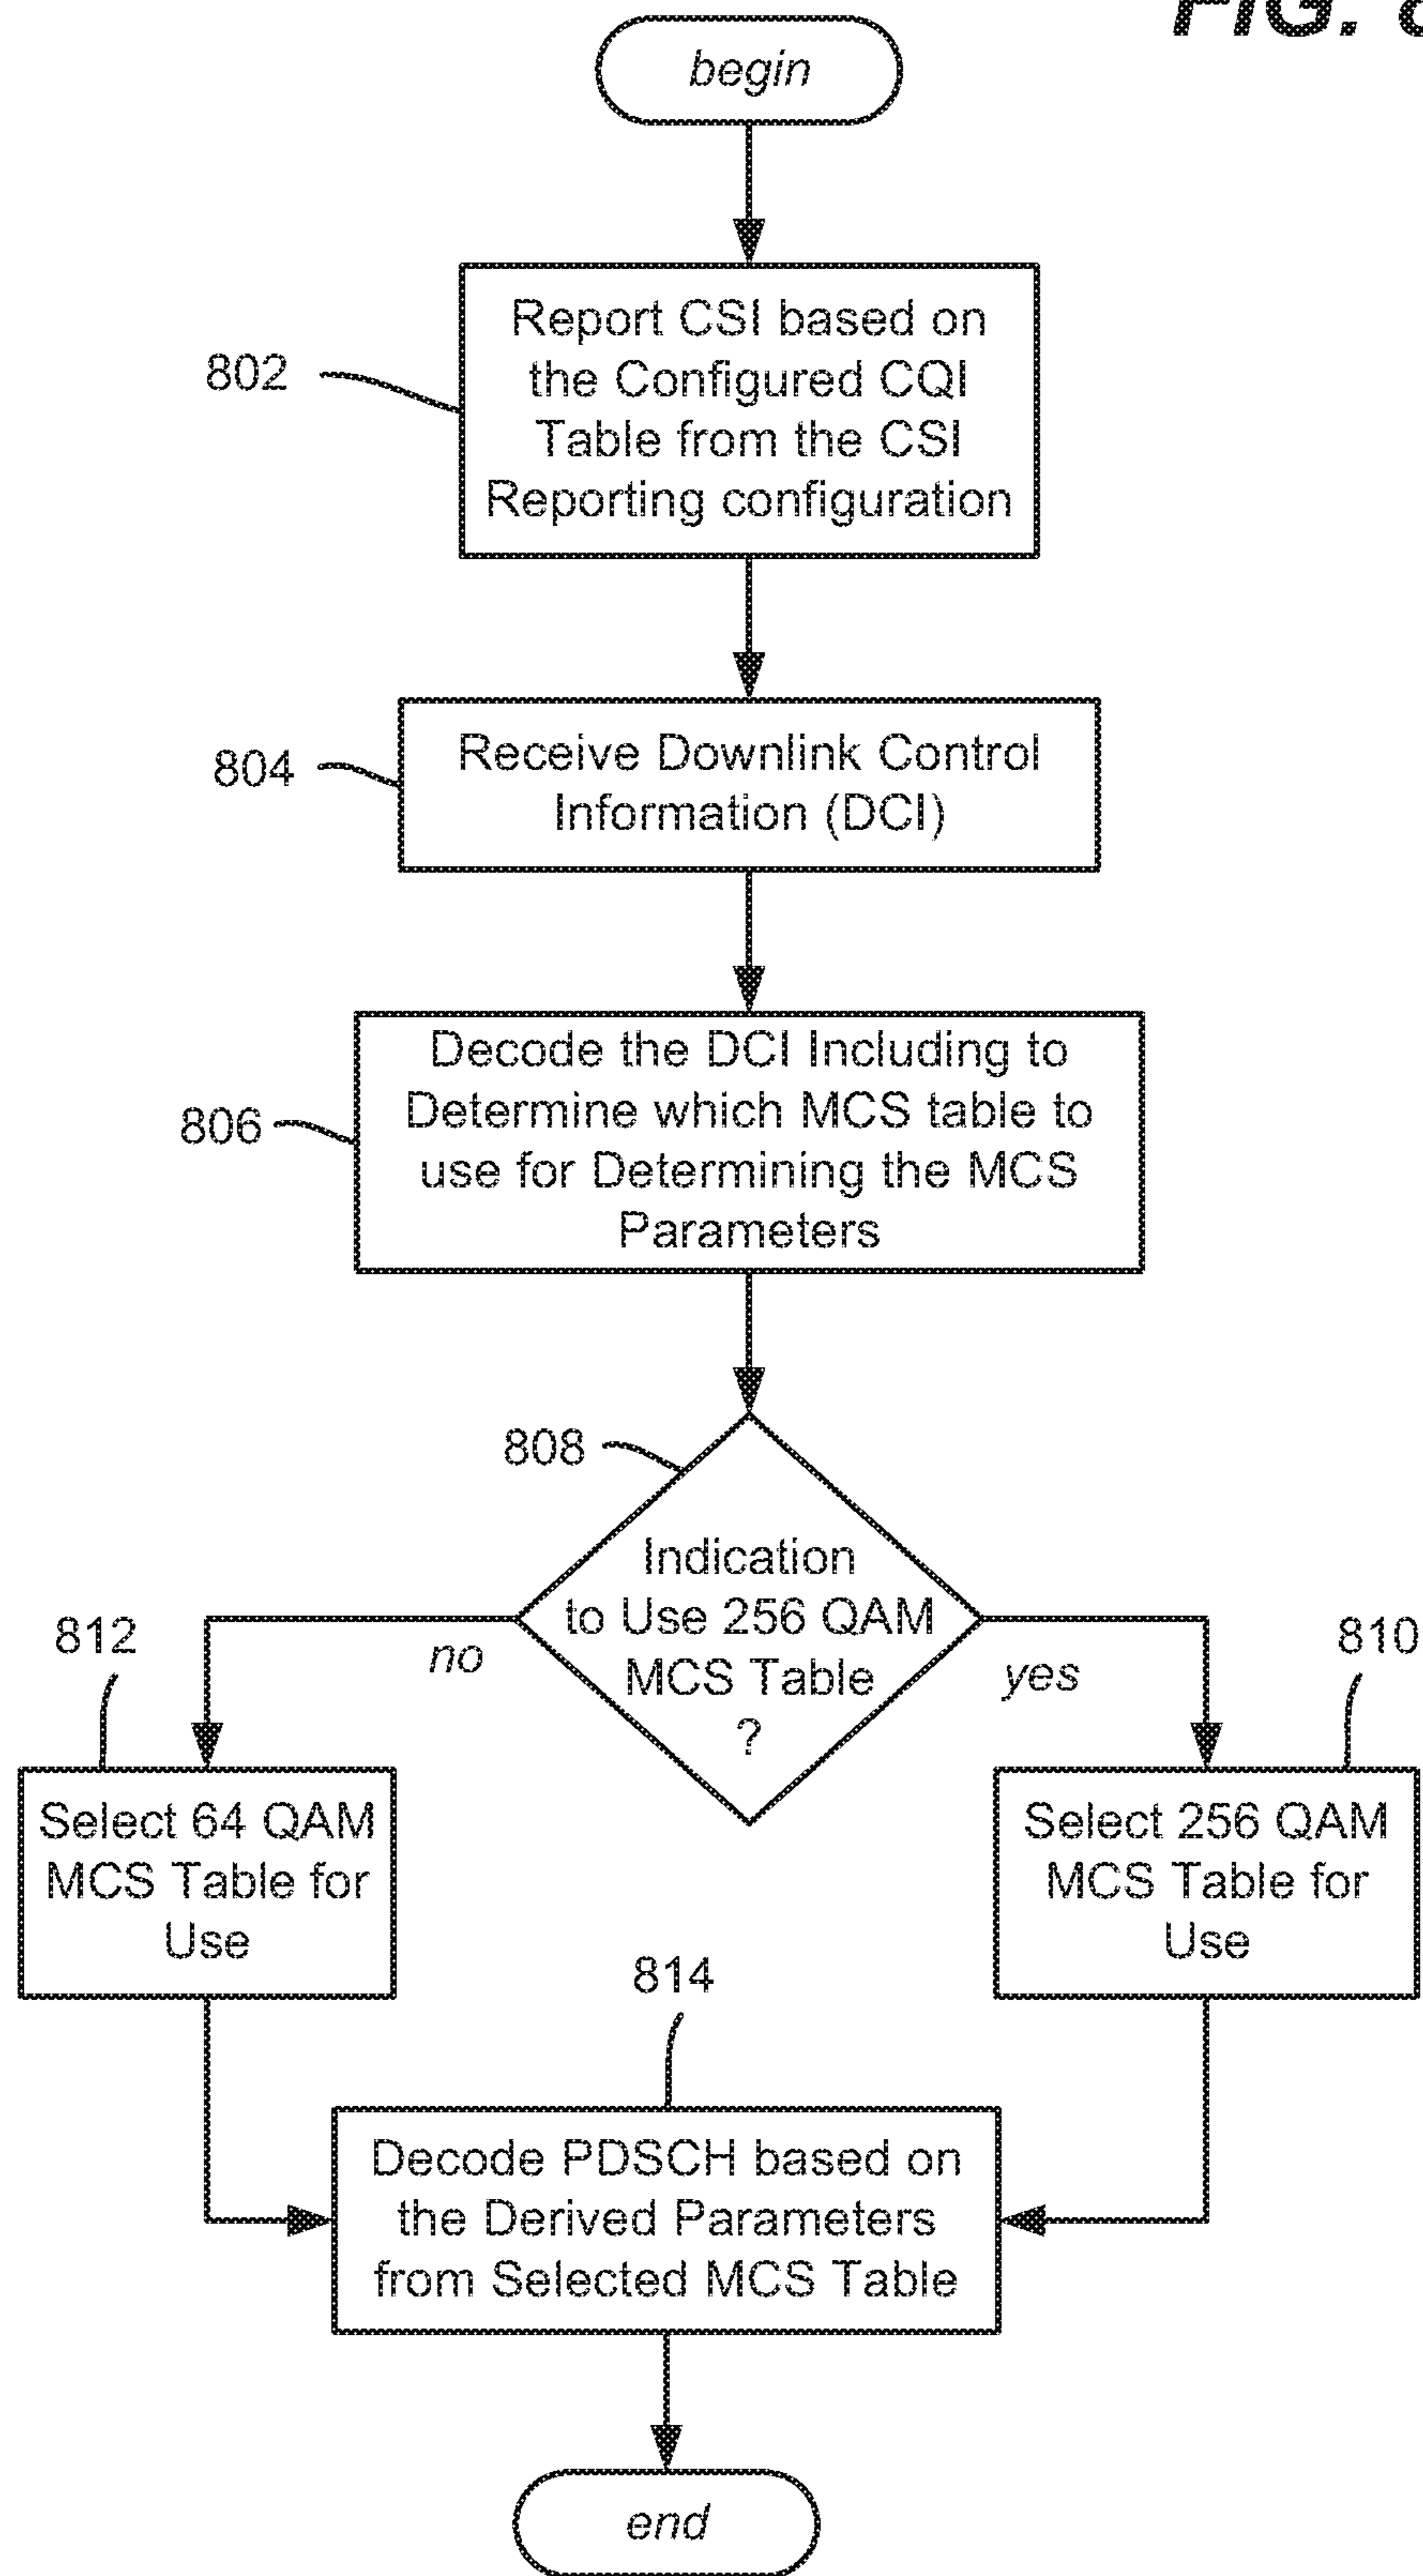 FIG. 8
begin
802
Report CSI based on
the Configured CQI
Table from the CSI
Reporting configuration
804
Receive Downlink Control
Information (DCI)
806
Decode the DCI Including to
Determine which MCS table to
use for Determining the MCS
Parameters
808
Indication
to Use 256 QAM
MCS Table
?
no
yes
812
810
Select 64 QAM
MCS Table for
Use
Select 256 QAM
MCS Table for
Use
814
Decode PDSCH based on
the Derived Parameters
from Selected MCS Table
end